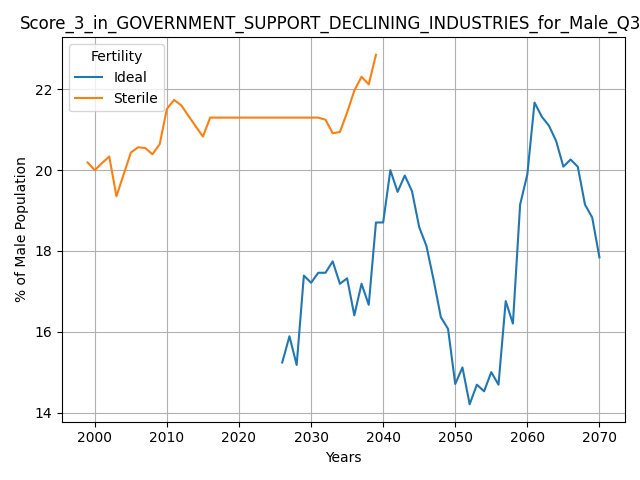 Score_3_in_GOVERNMENT_SUPPORT_DECLINING_INDUSTRIES_for_Male_Q3
Fertility
Ideal
Sterile
% of Male Population
22
20
18
16
14
2000 2010 2020 2030 2040 2050 2060 2070
Years